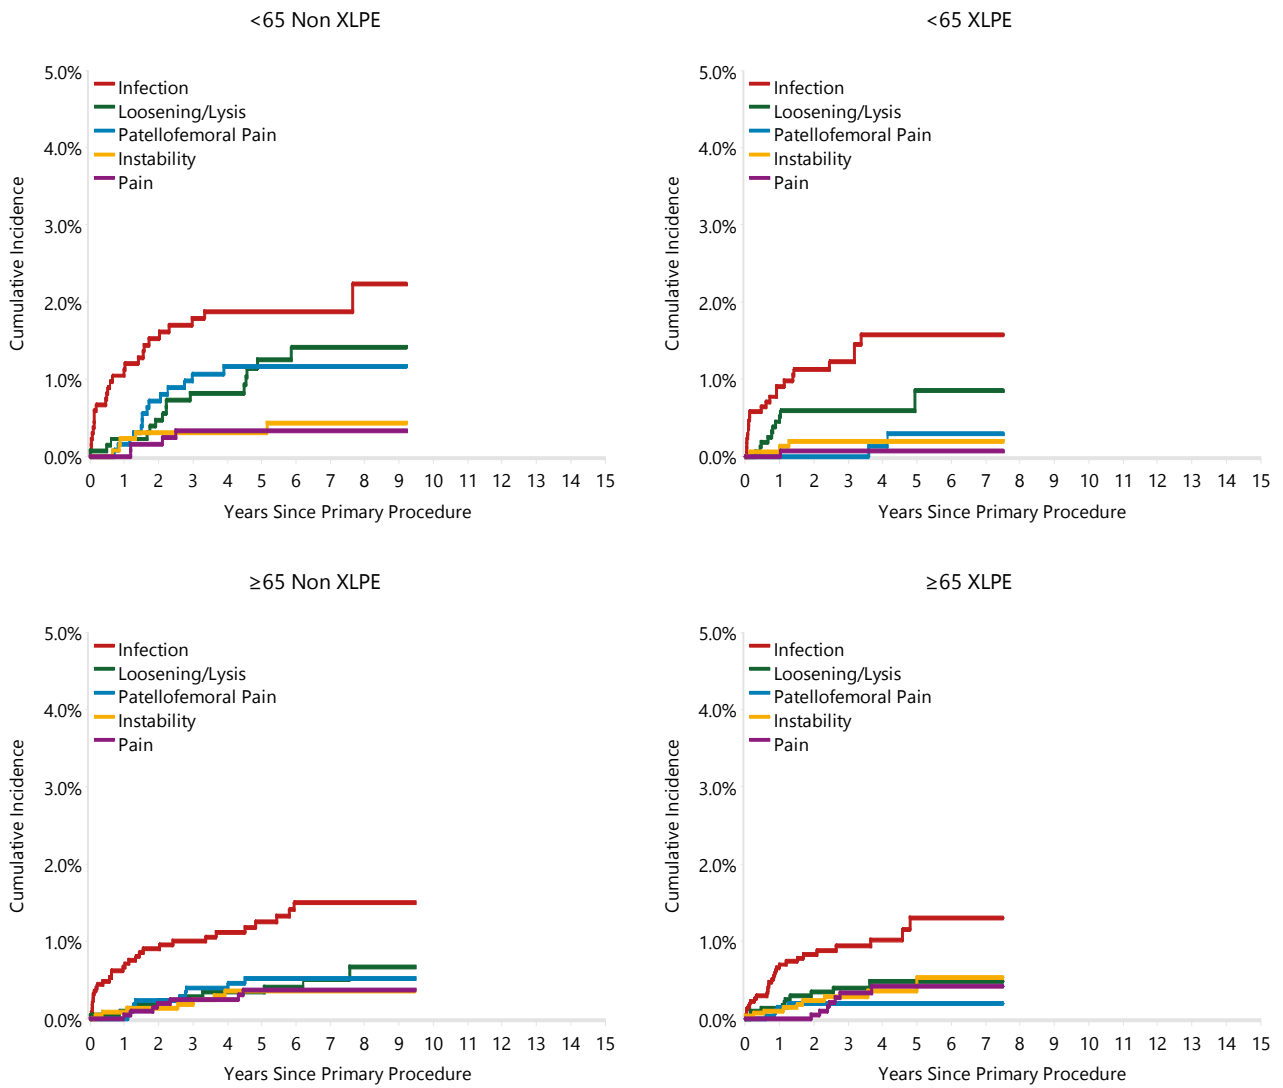 <65 Non XLPE
5.0%
4.0%
3.0%
2.0%
1.0%
0.0%
Cumulative Incidence
Infection
Loosening/Lysis
Patellofemoral Pain
Instability
Pain
0 1 2 3 4 5 6 7 8 9 10 11 12 13 14 15
Years Since Primary Procedure
<65 XLPE
5.0%
4.0%
3.0%
2.0%
1.0%
0.0%
Cumulative Incidence
Infection
Loosening/Lysis
Patellofemoral Pain
Instability
Pain
0 1 2 3 4 5 6 7 8 9 10 11 12 13 14 15
Years Since Primary Procedure
≥65 Non XLPE
5.0%
4.0%
3.0%
2.0%
1.0%
0.0%
Cumulative Incidence
Infection
Loosening/Lysis
Patellofemoral Pain
Instability
Pain
0 1 2 3 4 5 6 7 8 9 10 11 12 13 14 15
Years Since Primary Procedure
≥65 XLPE
5.0%
4.0%
3.0%
2.0%
1.0%
0.0%
Cumulative Incidence
Infection
Loosening/Lysis
Patellofemoral Pain
Instability
Pain
0 1 2 3 4 5 6 7 8 9 10 11 12 13 14 15
Years Since Primary Procedure